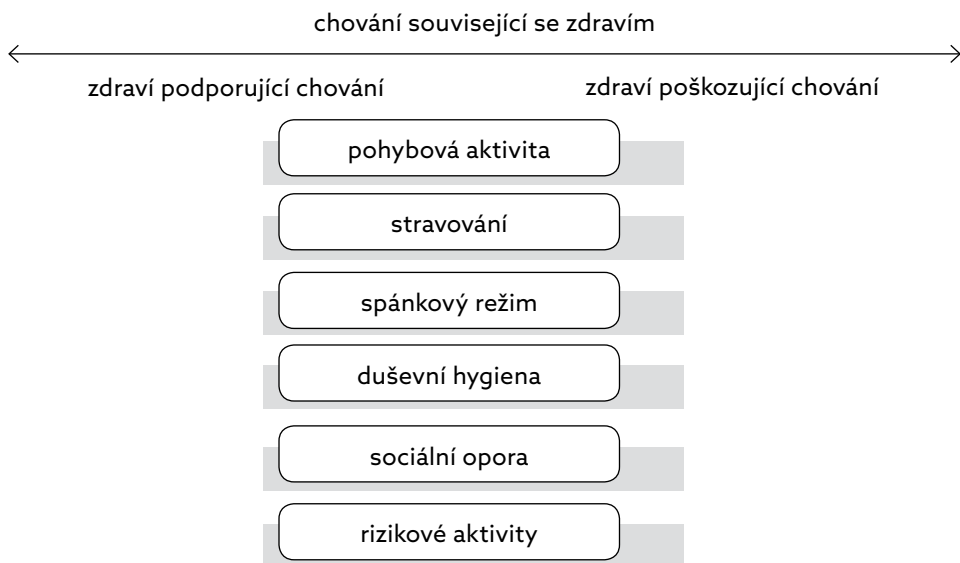 chování související se zdravím
zdraví podporující chování
zdraví poškozující chování
pohybová aktivita
stravování
spánkový režim
duševní hygiena
sociální opora
rizikové aktivity